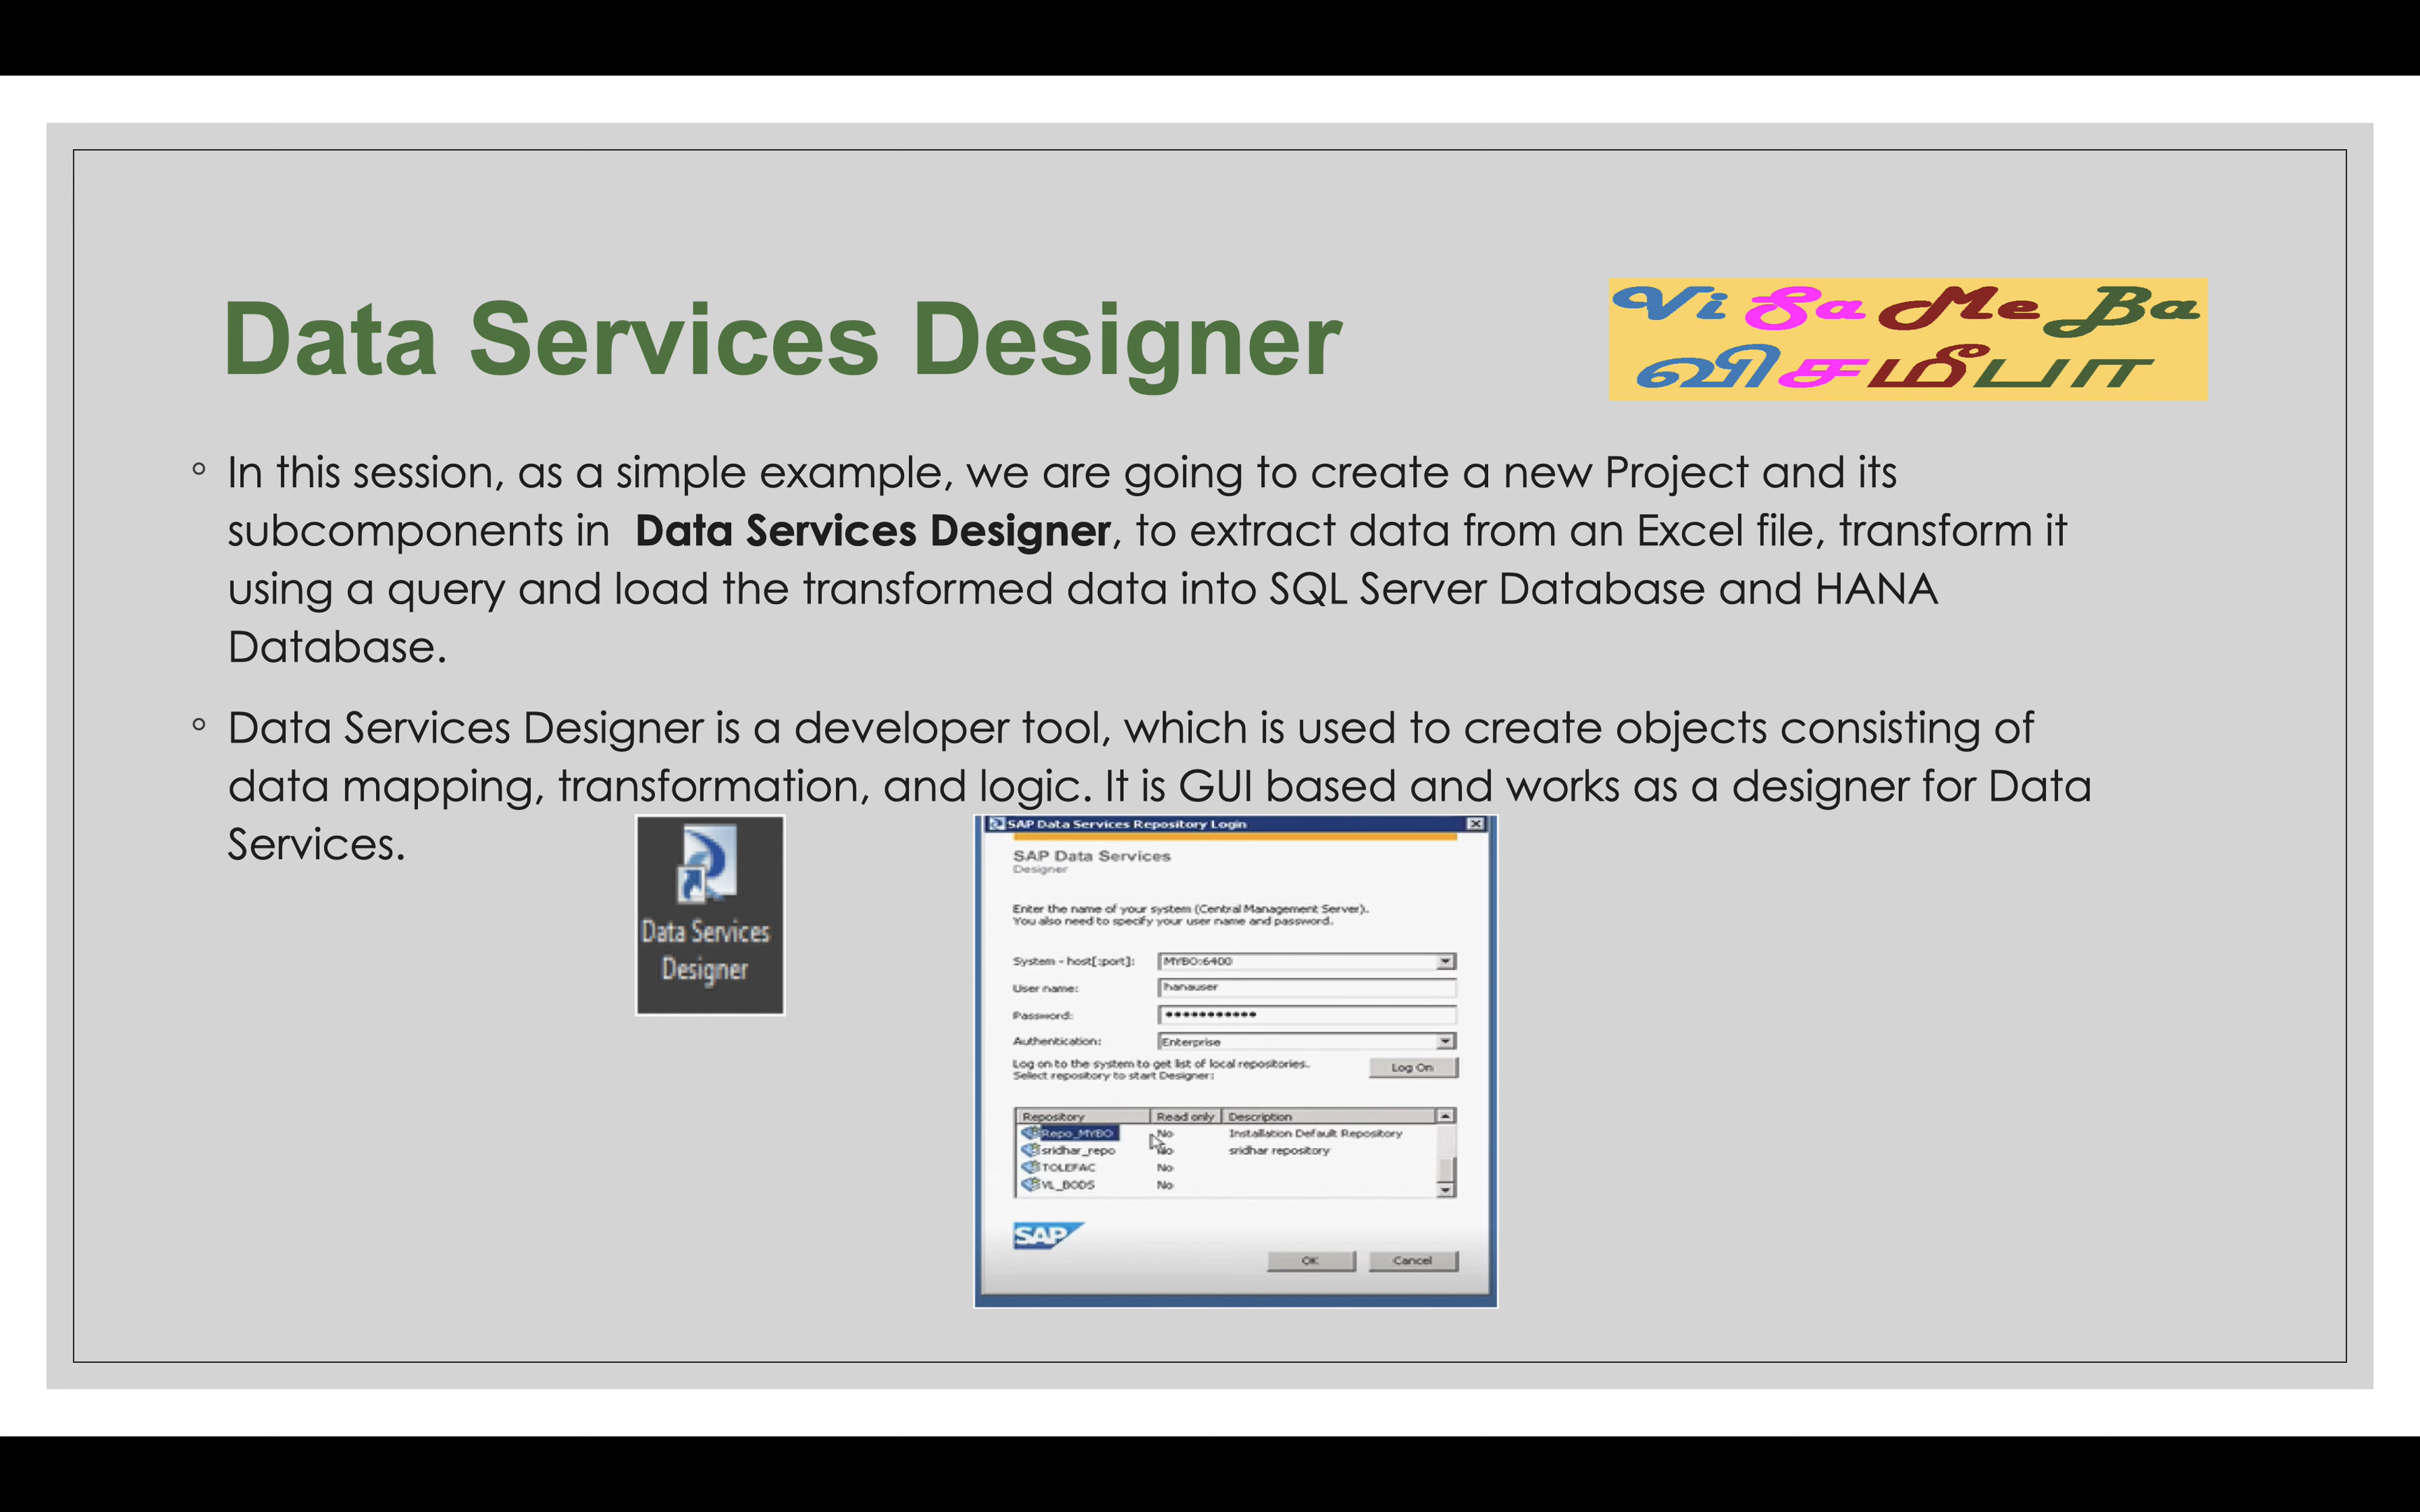 Data Services Designer
Vi Sa Me Ba
விசமீபா
◦ In this session, as a simple example, we are going to create a new Project and its
subcomponents in Data Services Designer, to extract data from an Excel file, transform it
using a query and load the transformed data into SQL Server Database and HANA
Database.
◦ Data Services Designer is a developer tool, which is used to create objects consisting of
data mapping, transformation, and logic. It is GUI based and works as a designer for Data
Services.
Data Services
Designer
SAP Data Services Repository Login
SAP Data Services
Designer
Enter the name of your system (Central Management Server).
You also need to specify your user name and password.
System - host[:port]: MYBO:6400
User name: hanauser
Password: •••••••••••
Authentication: Enterprise
Log on to the system to get list of local repositories.
Select repository to start Designer:
Log On
Repository Read only Description
Repo_MYBO No Installation Default Repository
sridhar_repo No sridhar repository
TOLEFAC No
VL_BODS No
SAP
OK Cancel